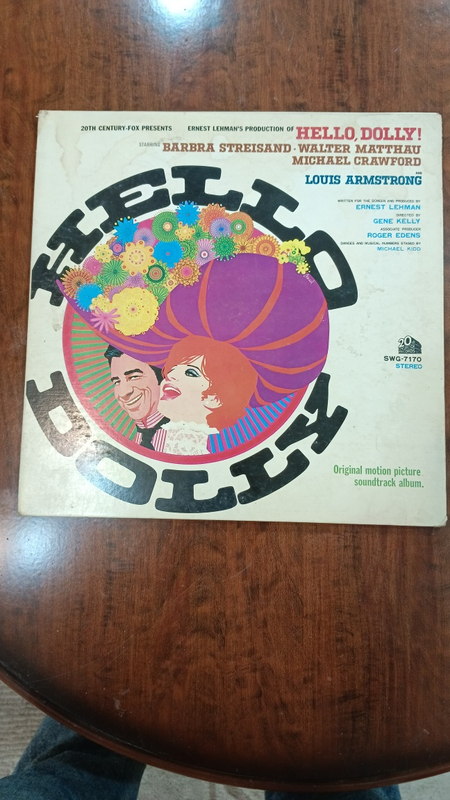 20TH CENTURY-FOX PRESENTS ERNEST LEHMAN'S PRODUCTION OF HELLO, DOLLY!
STARRING BARBRA STREISAND · WALTER MATTHAU
MICHAEL CRAWFORD
AND
LOUIS ARMSTRONG
WRITTEN FOR THE SCREEN AND PRODUCED BY
ERNEST LEHMAN
DIRECTED BY
GENE KELLY
ASSOCIATE PRODUCER
ROGER EDENS
DANCES AND MUSICAL NUMBERS STAGED BY
MICHAEL KIDD
HELLO
DOLLY
20
SWG-7170
STEREO
Original motion picture
soundtrack album.